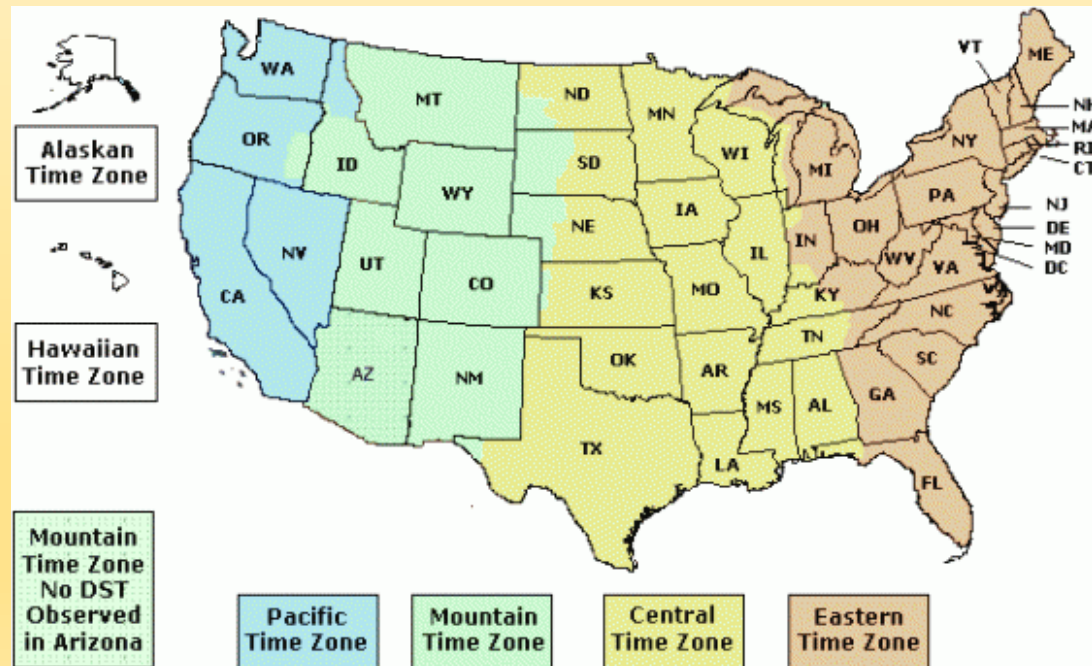 WA
MT
ND
MN
VT
ME
OR
ID
WY
SD
WI
MI
NY
NH
MA
RI
CT
Alaskan
Time Zone
NV
UT
CO
NE
IA
IL
IN
OH
PA
NJ
DE
MD
DC
WV
VA
CA
KS
MO
KY
NC
TN
SC
Hawaiian
Time Zone
AZ
NM
OK
AR
MS
AL
GA
TX
LA
FL
Mountain
Time Zone
No DST
Observed
in Arizona
Pacific
Time Zone
Mountain
Time Zone
Central
Time Zone
Eastern
Time Zone